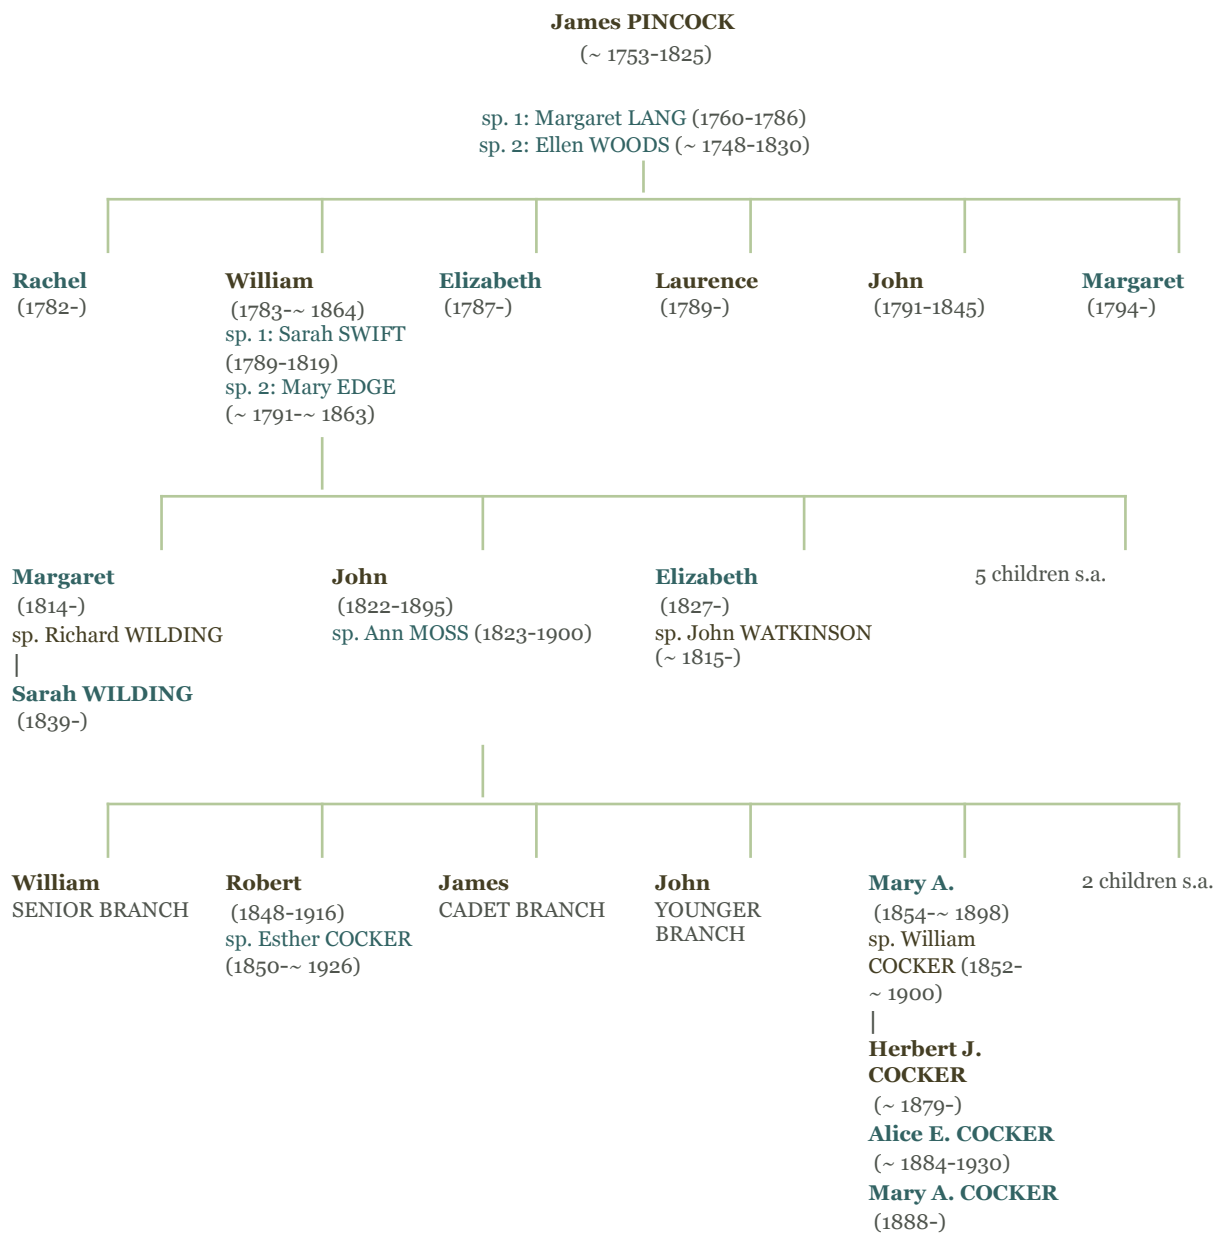 James PINCOCK
(~ 1753-1825)
sp. 1: Margaret LANG (1760-1786)
sp. 2: Ellen WOODS (~ 1748-1830)
Rachel
(1782-)
William
(1783-~ 1864)
sp. 1: Sarah SWIFT
(1789-1819)
sp. 2: Mary EDGE
(~ 1791-~ 1863)
Elizabeth
(1787-)
Laurence
(1789-)
John
(1791-1845)
Margaret
(1794-)
Margaret
(1814-)
sp. Richard WILDING
|
Sarah WILDING
(1839-)
John
(1822-1895)
sp. Ann MOSS (1823-1900)
Elizabeth
(1827-)
sp. John WATKINSON
(~ 1815-)
5 children s.a.
William
SENIOR BRANCH
Robert
(1848-1916)
sp. Esther COCKER
(1850-~ 1926)
James
CADET BRANCH
John
YOUNGER
BRANCH
Mary A.
(1854-~ 1898)
sp. William
COCKER (1852-
~ 1900)
|
Herbert J.
COCKER
(~ 1879-)
Alice E. COCKER
(~ 1884-1930)
Mary A. COCKER
(1888-)
2 children s.a.